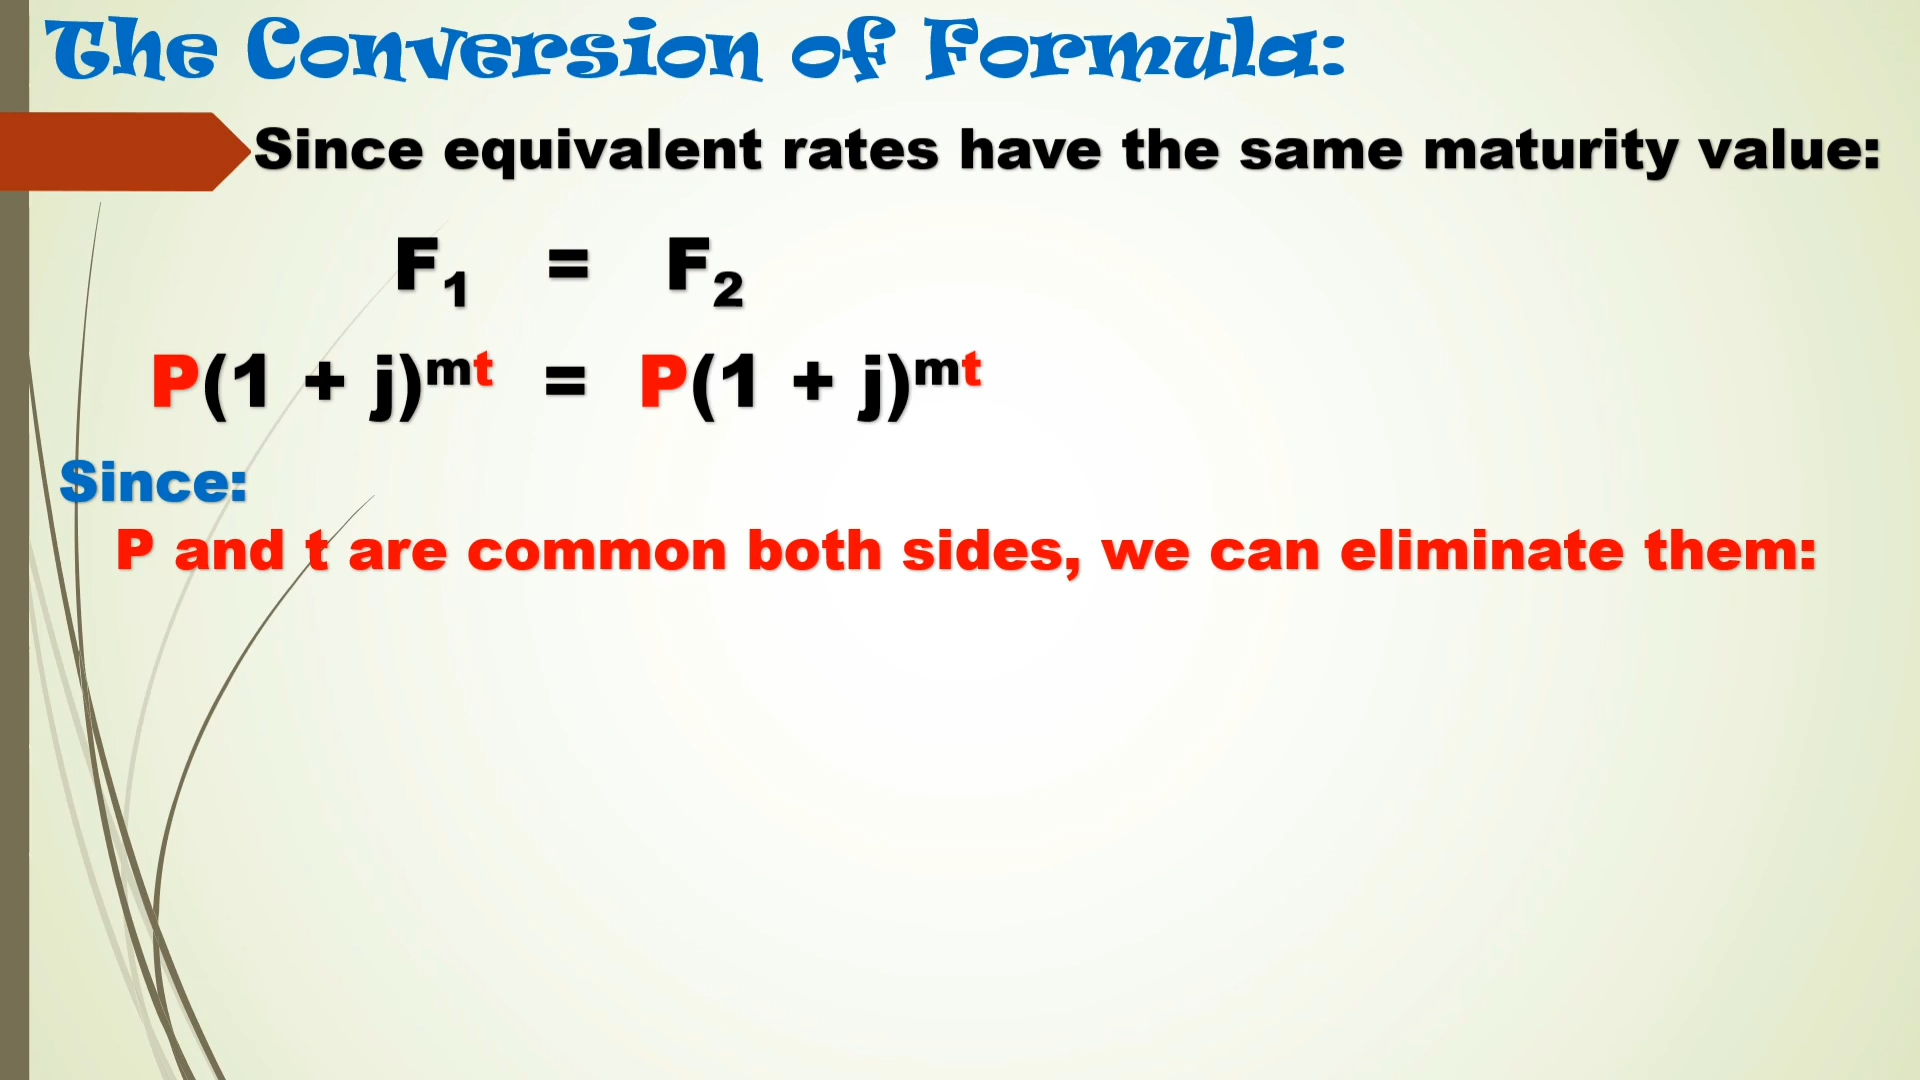 The Conversion of Formula:
Since equivalent rates have the same maturity value:
F₁ = F₂
P(1 + j)ᵐᵗ = P(1 + j)ᵐᵗ
Since:
P and t are common both sides, we can eliminate them: